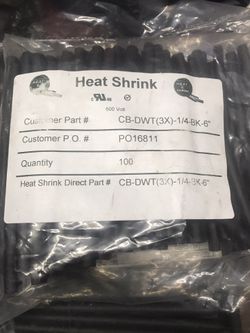 Heat Shrink
600 Volt
Customer Part # CB-DWT(3X)-1/4-BK-6"
Customer P.O. # PO16811
Quantity 100
Heat Shrink Direct Part # CB-DWT(3X)-1/4-BK-6"